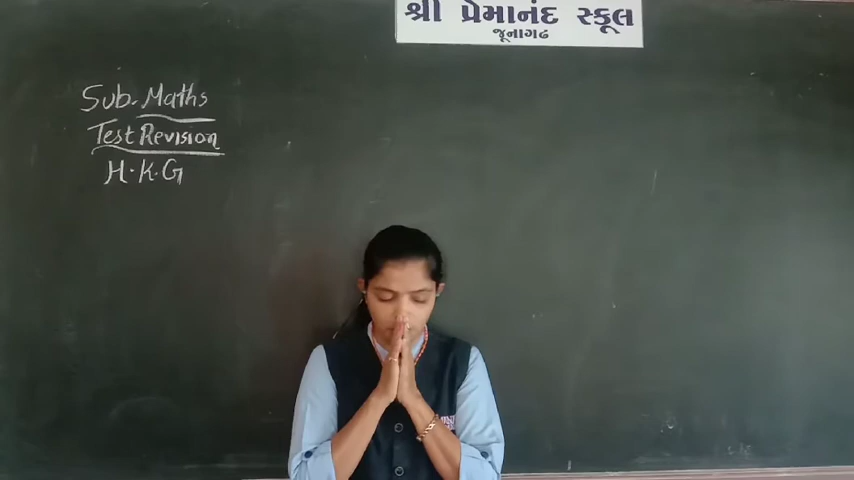 શ્રી પ્રેમાનંદ સ્કૂલ
જૂનાગઢ
Sub. Maths
Test Revision
H.K.G